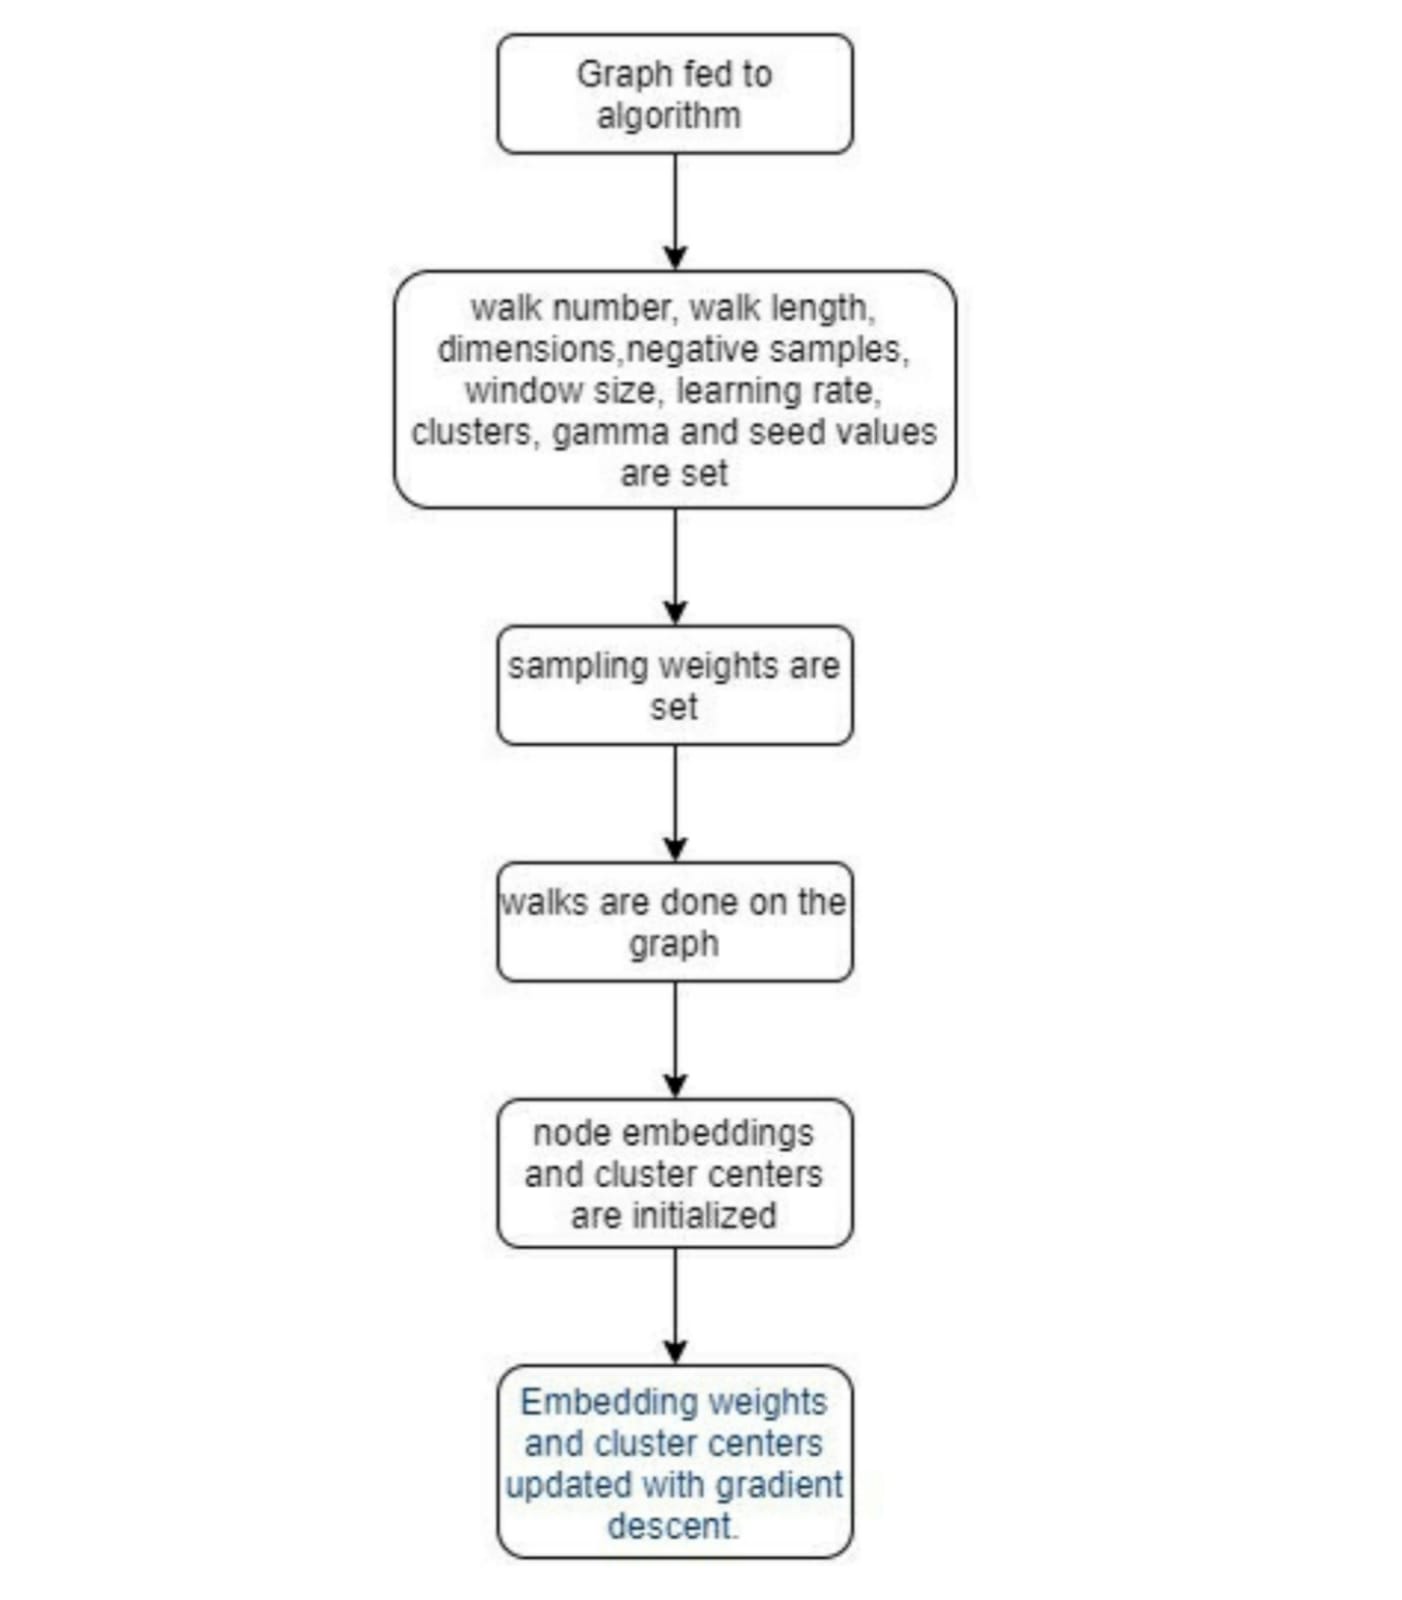 Graph fed to
algorithm
walk number, walk length,
dimensions,negative samples,
window size, learning rate,
clusters, gamma and seed values
are set
sampling weights are
set
walks are done on the
graph
node embeddings
and cluster centers
are initialized
Embedding weights
and cluster centers
updated with gradient
descent.